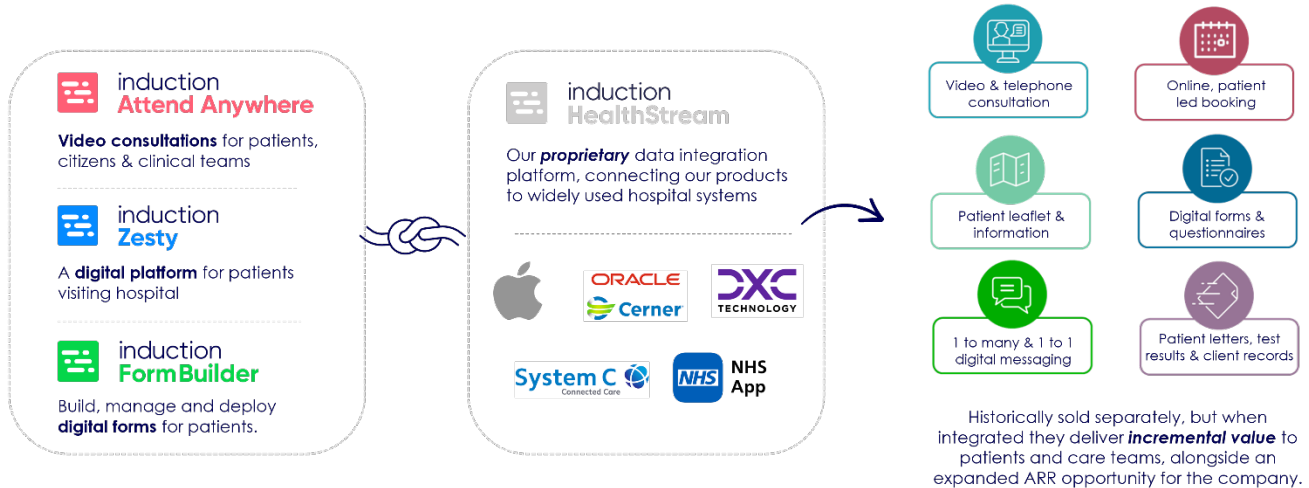 induction
Attend Anywhere
Video consultations for patients,
citizens & clinical teams
induction
Zesty
A digital platform for patients
visiting hospital
induction
FormBuilder
Build, manage and deploy
digital forms for patients.
induction
HealthStream
Our proprietary data integration
platform, connecting our products
to widely used hospital systems
ORACLE
Cerner
DXC
TECHNOLOGY
System C
Connected Care
NHS
NHS
App
Video & telephone
consultation
Online, patient
led booking
Patient leaflet &
information
Digital forms &
questionnaires
1 to many & 1 to 1
digital messaging
Patient letters, test
results & client records
Historically sold separately, but when
integrated they deliver incremental value to
patients and care teams, alongside an
expanded ARR opportunity for the company.